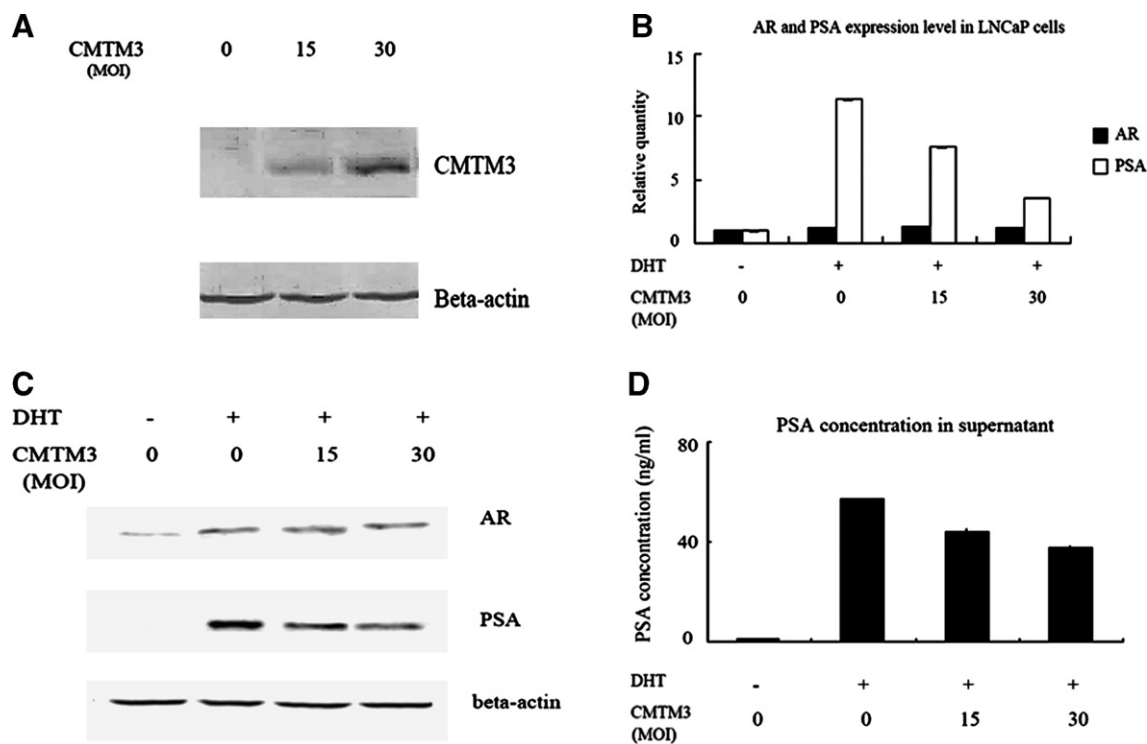 A
CMTM3 0 15 30
(MOI)
CMTM3
Beta-actin
B
AR and PSA expression level in LNCaP cells
Relative quantity
15
10
5
0
AR
PSA
DHT - + + +
CMTM3 0 0 15 30
(MOI)
C
DHT - + + +
CMTM3 0 0 15 30
(MOI)
AR
PSA
beta-actin
D
PSA concentration in supernatant
PSA concentration (ng/ml)
80
40
0
DHT - + + +
CMTM3 0 0 15 30
(MOI)